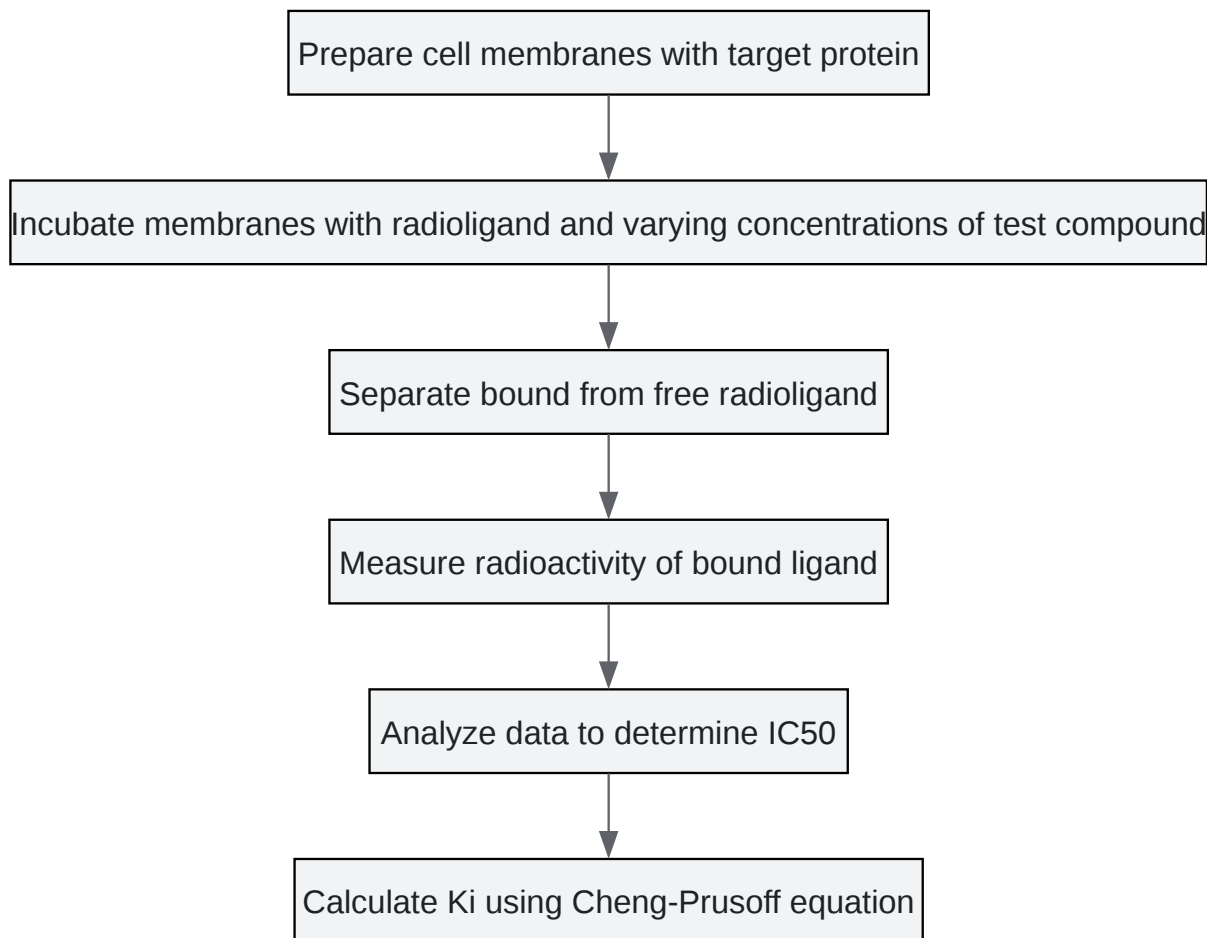 Prepare cell membranes with target protein
Incubate membranes with radioligand and varying concentrations of test compound
Separate bound from free radioligand
Measure radioactivity of bound ligand
Analyze data to determine IC50
Calculate Ki using Cheng-Prusoff equation